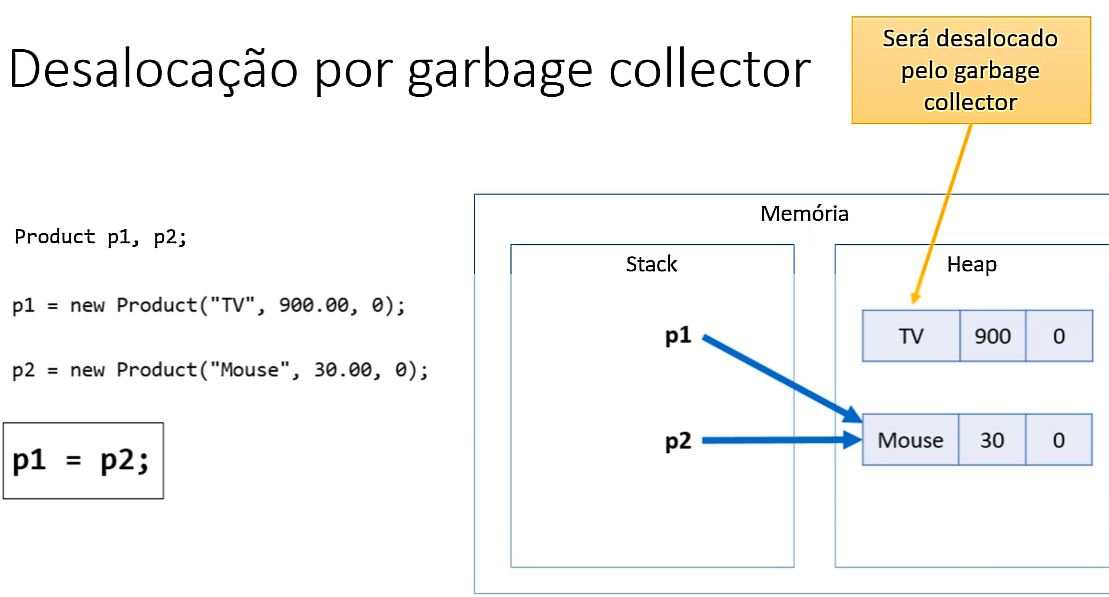 Desalocação por garbage collector
Será desalocado
pelo garbage
collector
Product p1, p2;
p1 = new Product("TV", 900.00, 0);
p2 = new Product("Mouse", 30.00, 0);
p1 = p2;
Memória
Stack
Heap
p1
TV 900 0
p2
Mouse 30 0